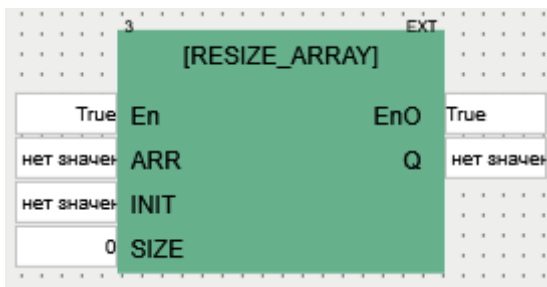 3 EXT
[RESIZE_ARRAY]
True En EnO True
нет значен ARR Q нет значен
нет значен INIT
0 SIZE